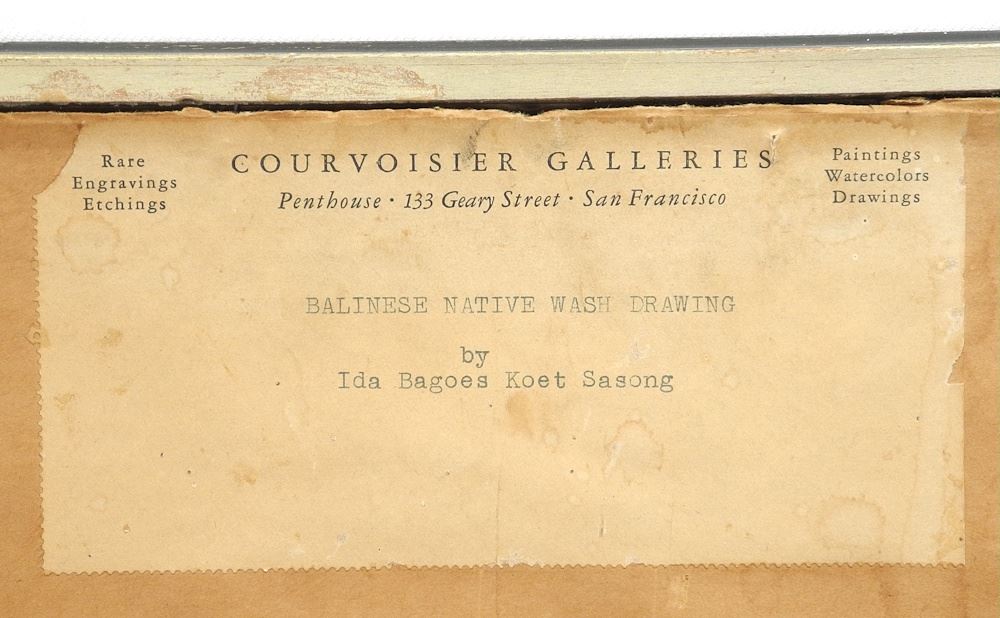 Rare
Engravings
Etchings
COURVOISIER GALLERIES
Penthouse · 133 Geary Street · San Francisco
Paintings
Watercolors
Drawings
BALINESE NATIVE WASH DRAWING
by
Ida Bagoes Koet Sasong